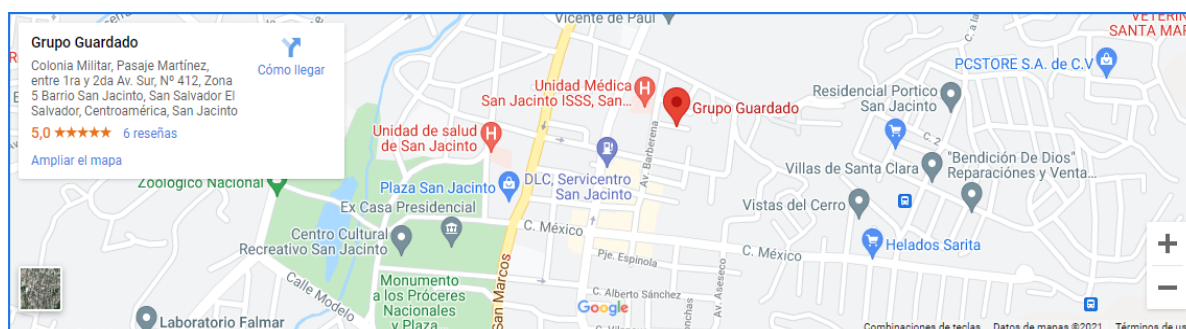 Grupo Guardado
Colonia Militar, Pasaje Martínez,
entre 1ra y 2da Av. Sur, Nº 412, Zona
5 Barrio San Jacinto, San Salvador El
Salvador, Centroamérica, San Jacinto
5,0 ★★★★★ 6 reseñas
Ampliar el mapa
Cómo llegar
Vicente de Paul
Unidad Médica
San Jacinto ISSS, San...
Grupo Guardado
Unidad de salud
de San Jacinto
DLC, Servicentro
San Jacinto
Av. Barberena
Plaza San Jacinto
Zoológico Nacional
Ex Casa Presidencial
Centro Cultural
Recreativo San Jacinto
Monumento
a los Próceres
Nacionales
y Plaza
Calle Modelo
Laboratorio Falmar
San Marcos
C. México
Pje. Espinola
C. Alberto Sánchez
Av. Aseseco
Google
C. México
SANTA MAR
PCSTORE S.A. de C.V
Residencial Portico
San Jacinto
C. 2
Villas de Santa Clara
"Bendición De Dios"
Reparaciónes y Venta...
Vistas del Cerro
Helados Sarita
+
−
Combinaciones de teclas
Datos de mapas ©2021
Términos de us